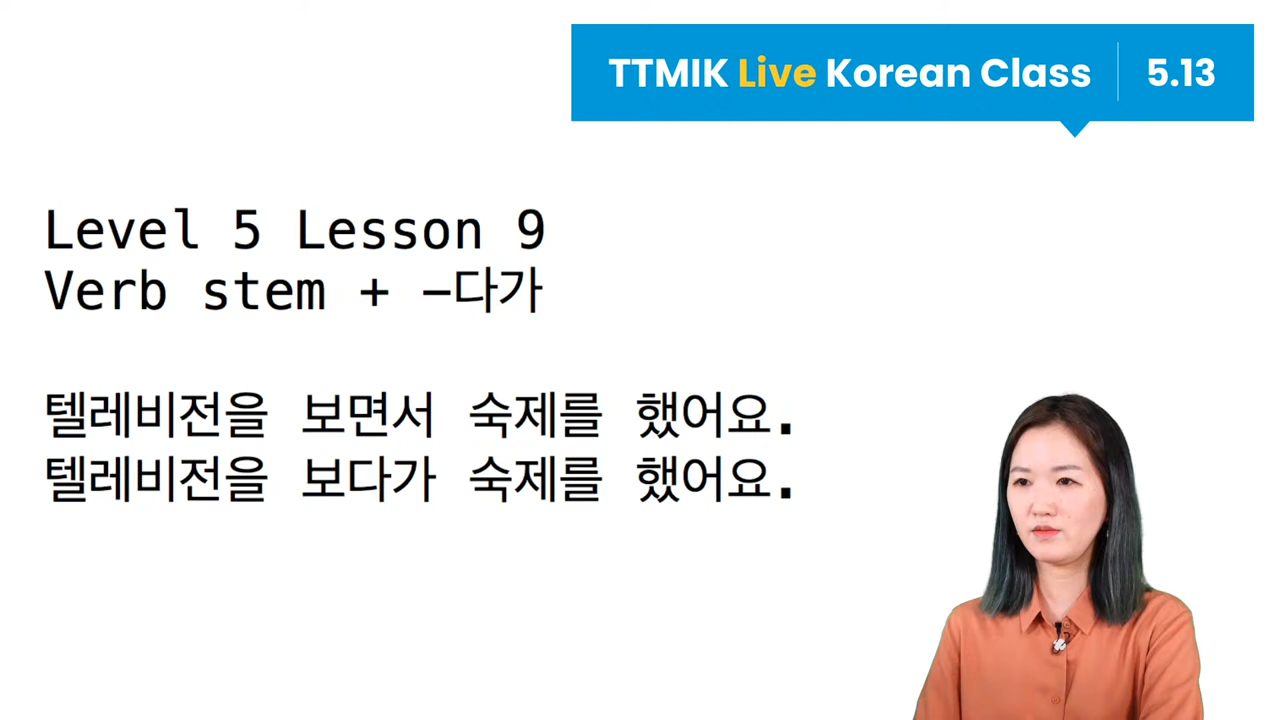 TTMIK Live Korean Class 5.13
Level 5 Lesson 9
Verb stem + -다가
텔레비전을 보면서 숙제를 했어요.
텔레비전을 보다가 숙제를 했어요.